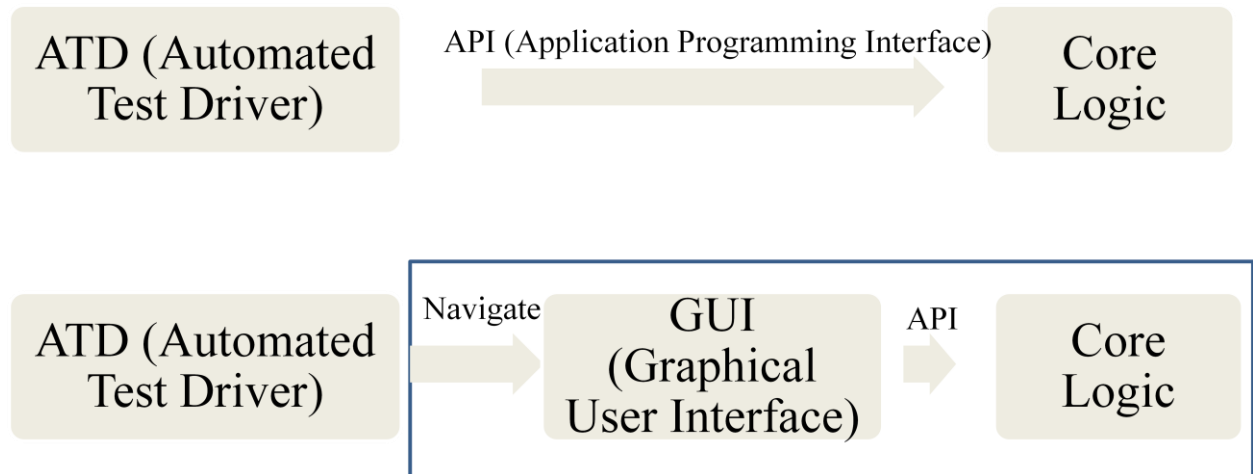 ATD (Automated
Test Driver)
API (Application Programming Interface)
Core
Logic
ATD (Automated
Test Driver)
Navigate
GUI
(Graphical
User Interface)
API
Core
Logic